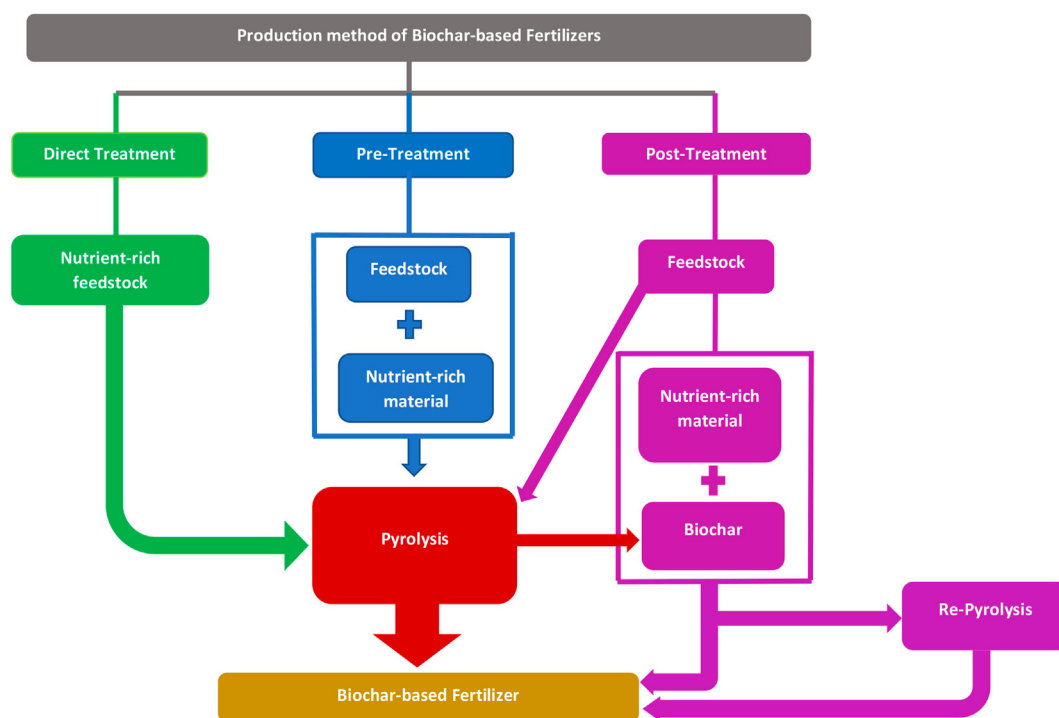 Production method of Biochar-based Fertilizers
Direct Treatment
Pre-Treatment
Post-Treatment
Nutrient-rich
feedstock
Feedstock
Nutrient-rich
material
Feedstock
Nutrient-rich
material
Pyrolysis
Biochar
Re-Pyrolysis
Biochar-based Fertilizer